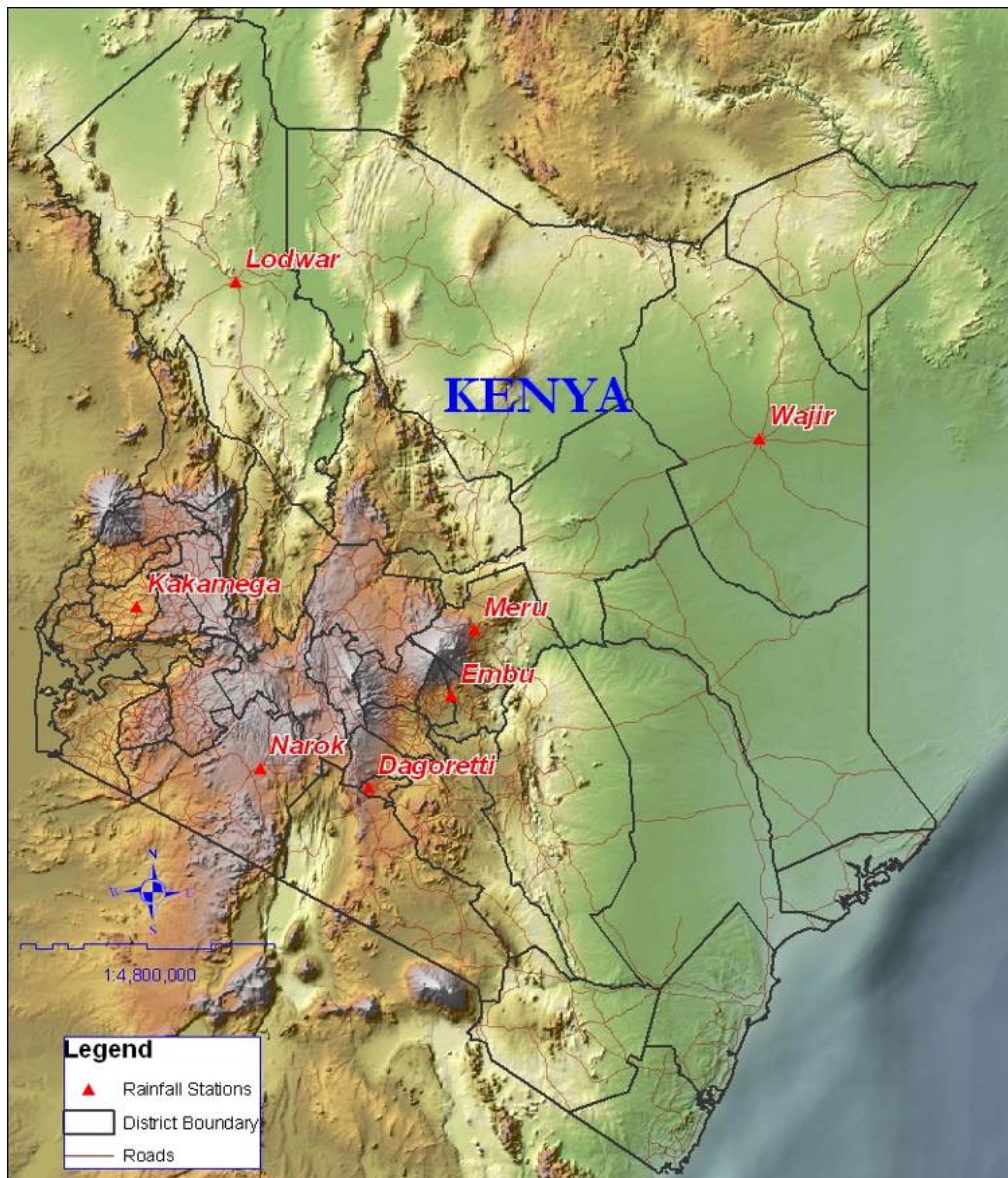 Lodwar
KENYA
Wajir
Kakamega
Meru
Embu
Narok
Dagoretti
N
W E
S
1:4,800,000
Legend
Rainfall Stations
District Boundary
Roads